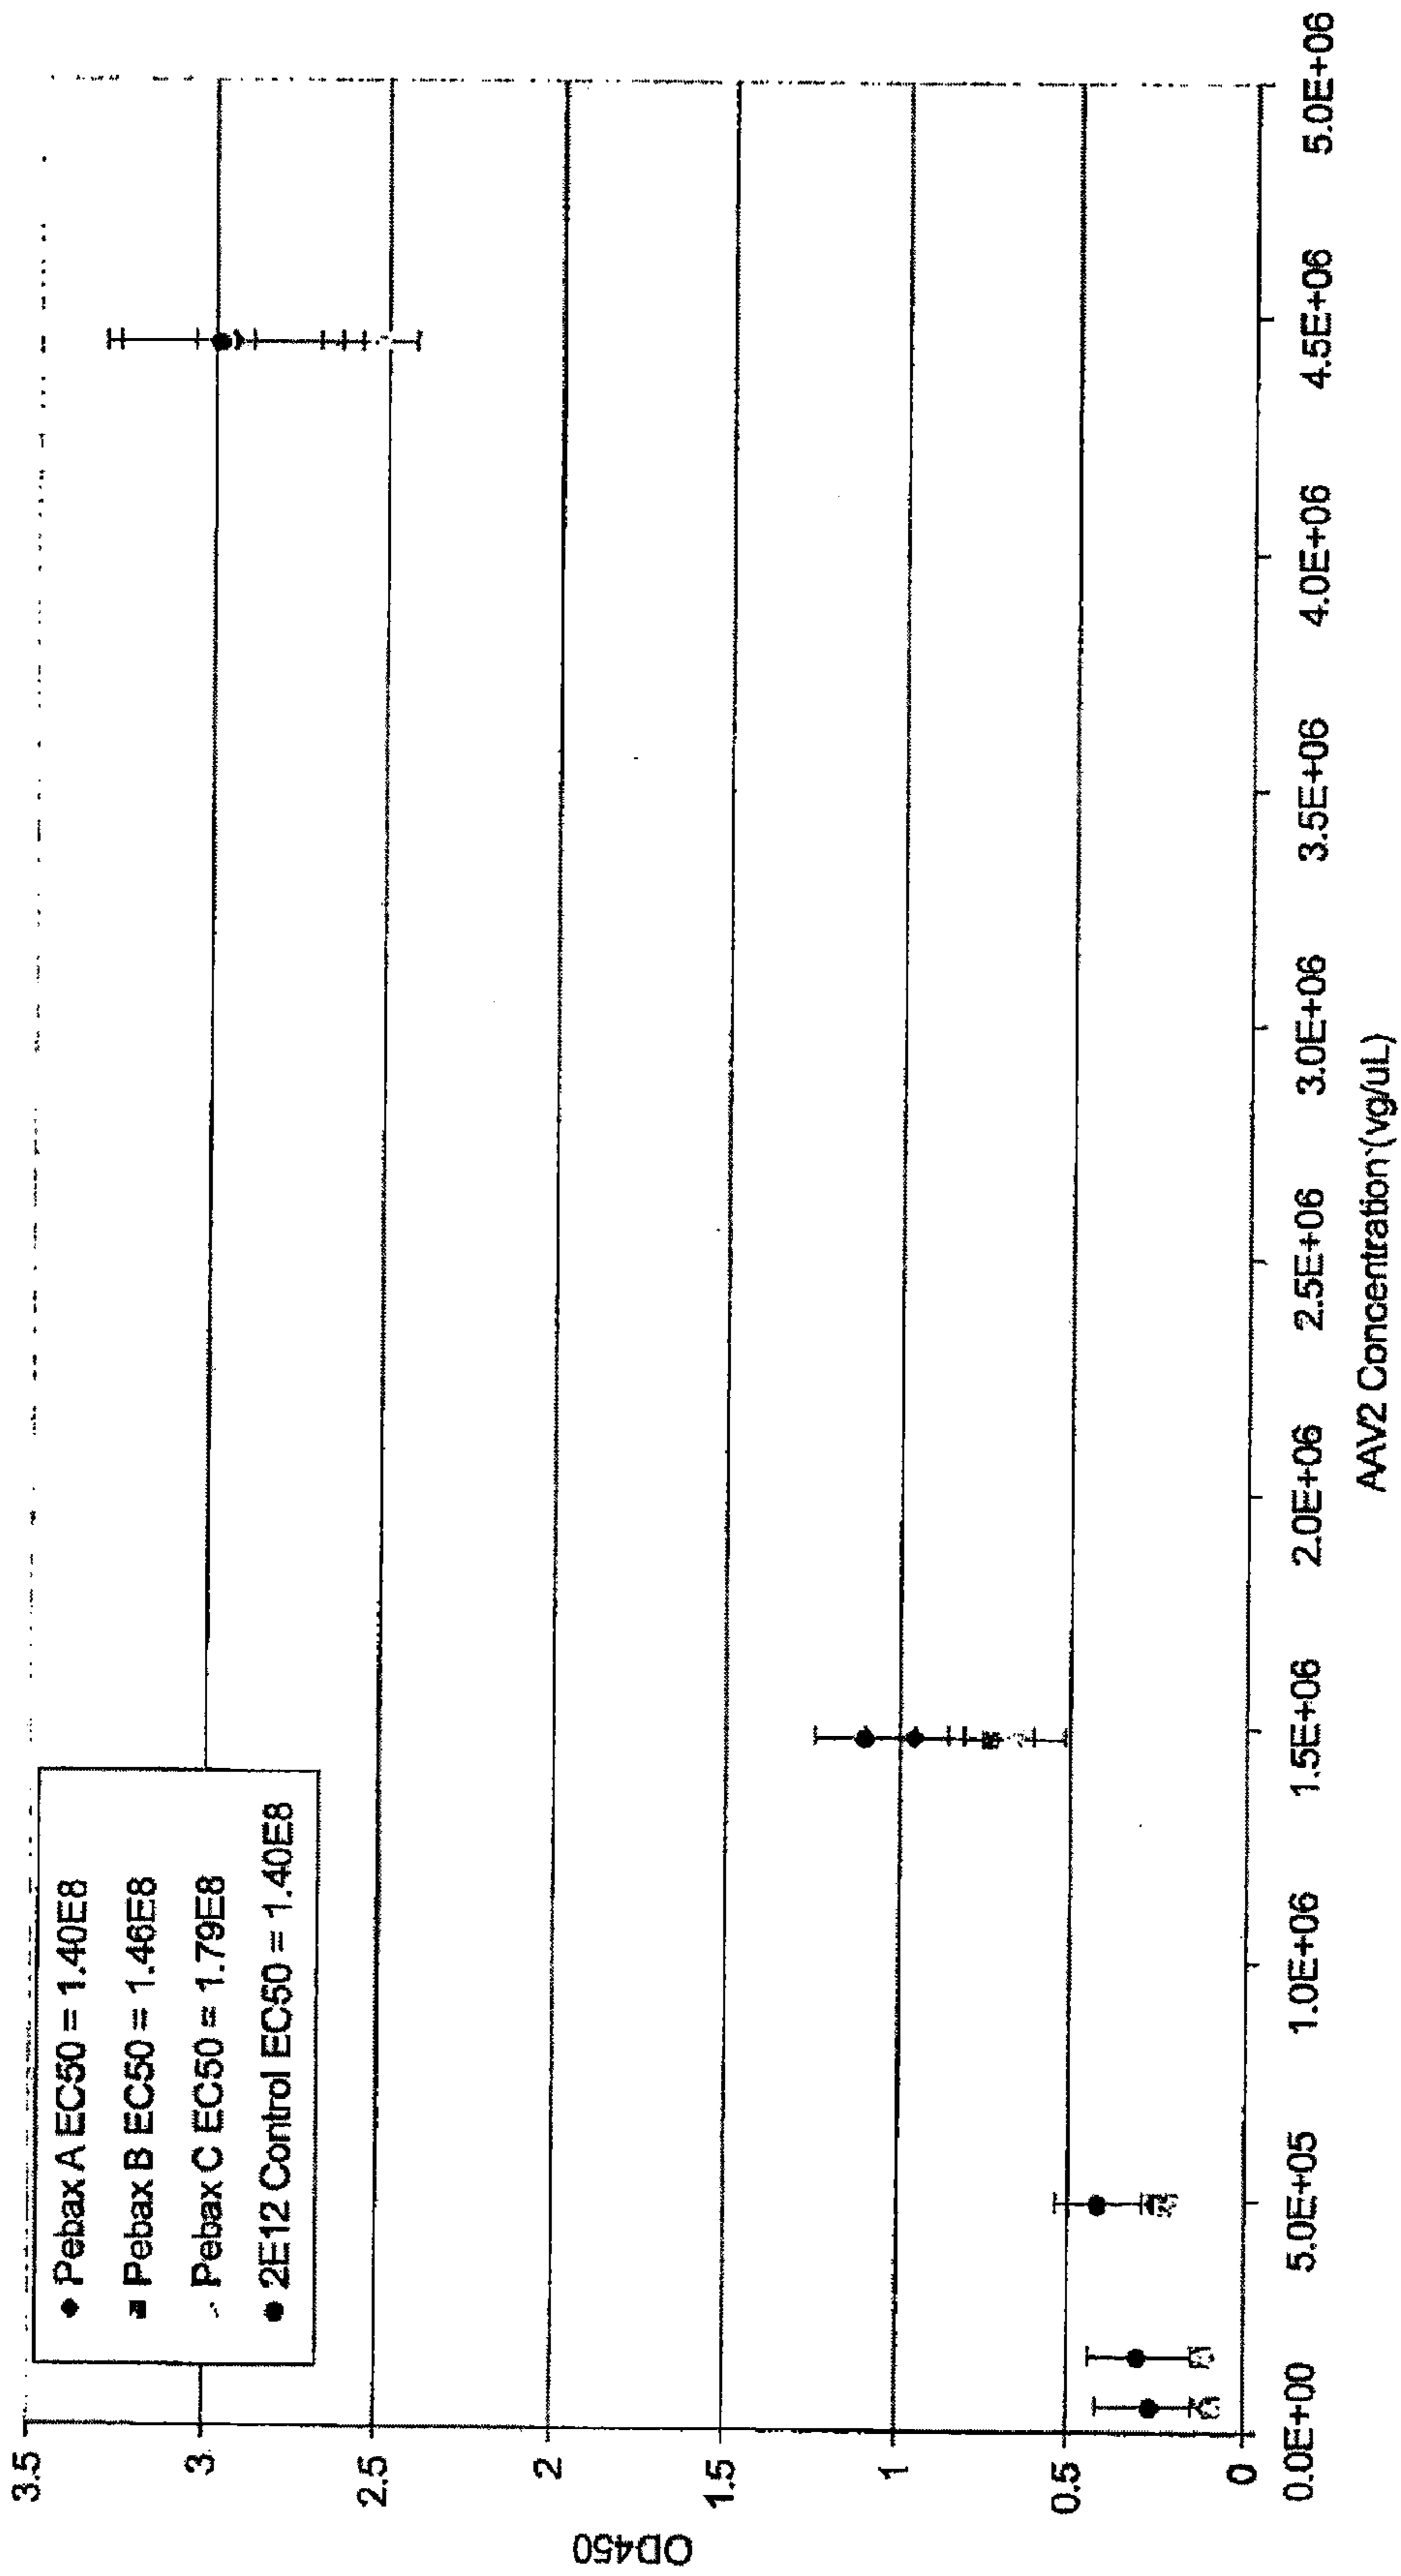 Pebax A EC50 = 1.40E8
Pebax B EC50 = 1.46E8
Pebax C EC50 = 1.79E8
2E12 Control EC50 = 1.40E8
OD450
3.5
3
2.5
2
1.5
1
0.5
0
0.0E+00 5.0E+05 1.0E+06 1.5E+06 2.0E+06 2.5E+06 3.0E+06 3.5E+06 4.0E+06 4.5E+06 5.0E+06
AAV2 Concentration (vg/uL)